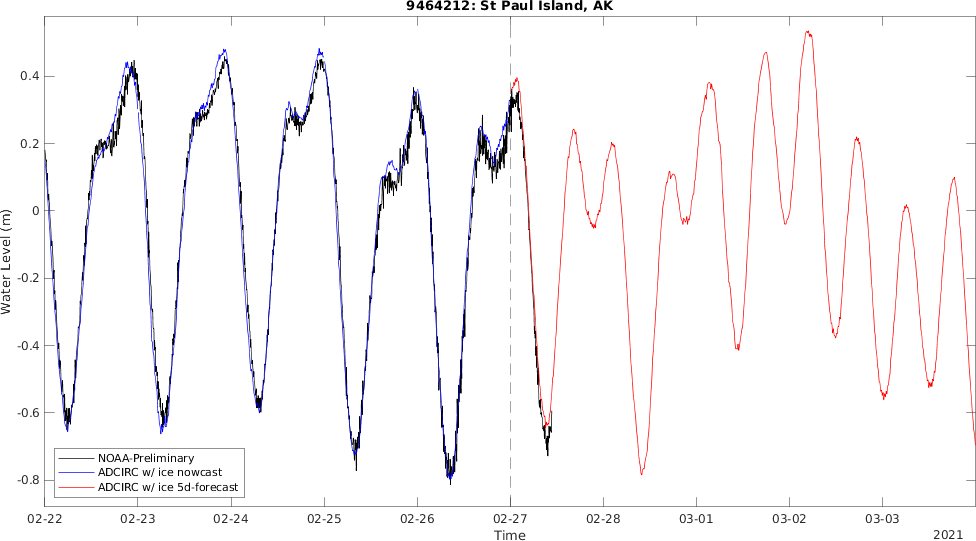 9464212: St Paul Island, AK
0.4
0.2
0
-0.2
-0.4
-0.6
-0.8
Water Level (m)
NOAA-Preliminary
ADCIRC w/ ice nowcast
ADCIRC w/ ice 5d-forecast
02-22 02-23 02-24 02-25 02-26 02-27 02-28 03-01 03-02 03-03
Time
2021